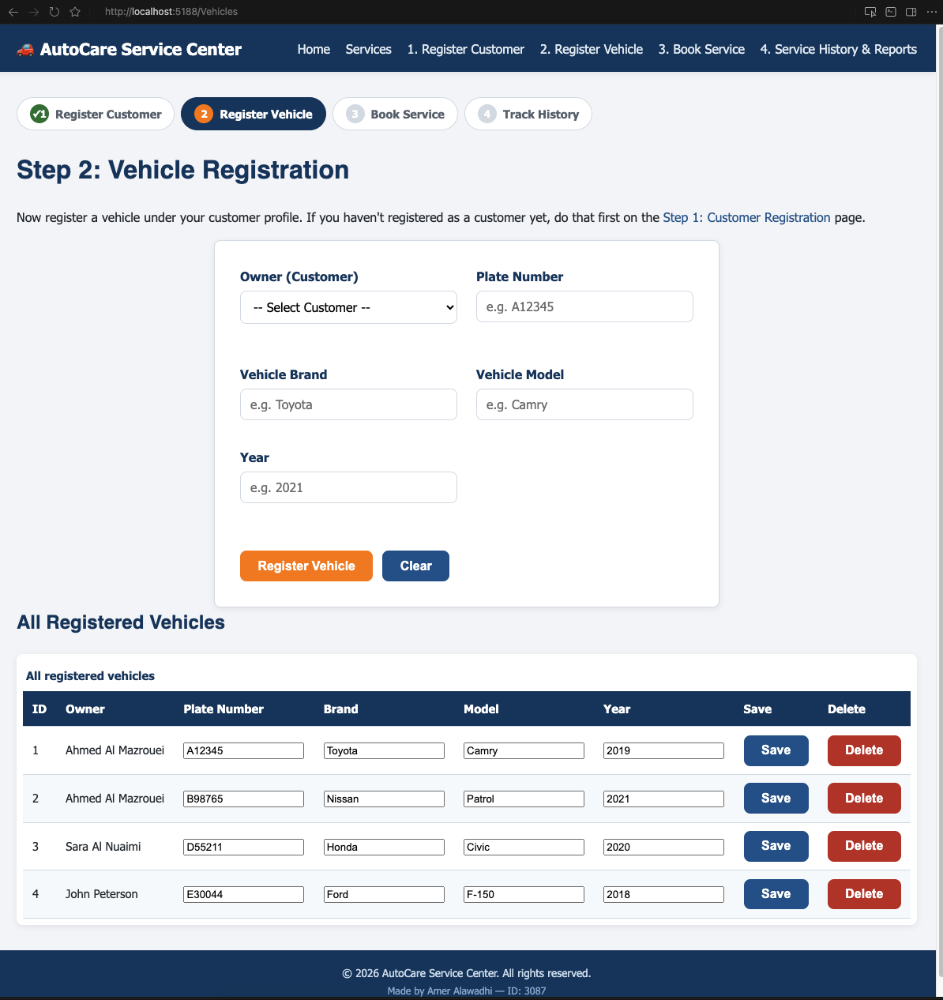 http://localhost:5188/Vehicles
AutoCare Service Center
Home Services 1. Register Customer 2. Register Vehicle 3. Book Service 4. Service History & Reports
✓1 Register Customer 2 Register Vehicle 3 Book Service 4 Track History
Step 2: Vehicle Registration
Now register a vehicle under your customer profile. If you haven't registered as a customer yet, do that first on the Step 1: Customer Registration page.
Owner (Customer) Plate Number
-- Select Customer -- e.g. A12345
Vehicle Brand Vehicle Model
e.g. Toyota e.g. Camry
Year
e.g. 2021
Register Vehicle Clear
All Registered Vehicles
All registered vehicles
ID Owner Plate Number Brand Model Year Save Delete
1 Ahmed Al Mazrouei A12345 Toyota Camry 2019 Save Delete
2 Ahmed Al Mazrouei B98765 Nissan Patrol 2021 Save Delete
3 Sara Al Nuaimi D55211 Honda Civic 2020 Save Delete
4 John Peterson E30044 Ford F-150 2018 Save Delete
© 2026 AutoCare Service Center. All rights reserved.
Made by Amer Alawadhi — ID: 3087